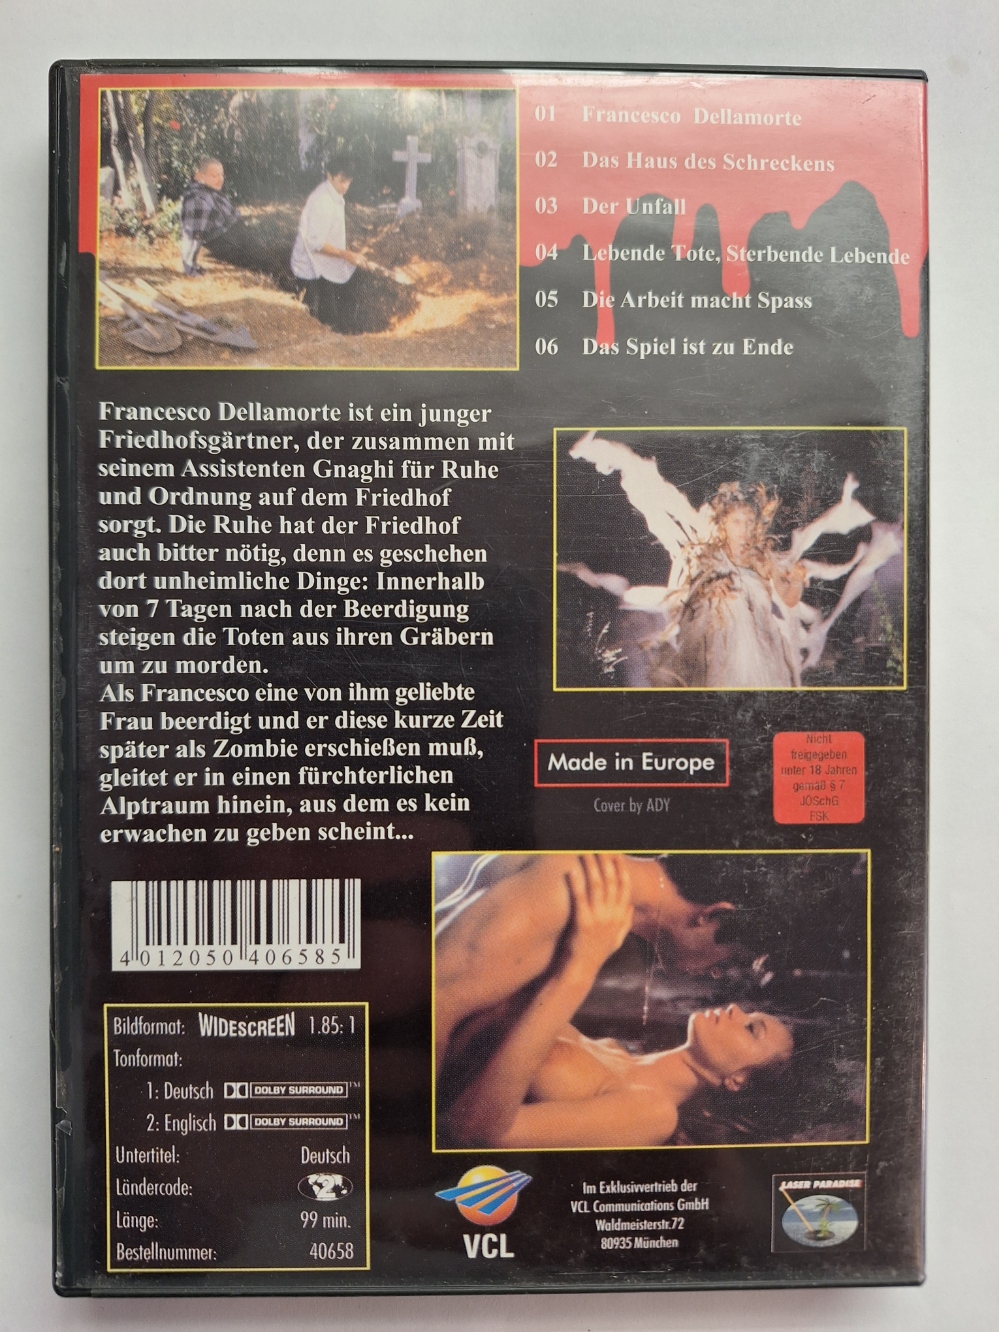 01 Francesco Dellamorte
02 Das Haus des Schreckens
03 Der Unfall
04 Lebende Tote, Sterbende Lebende
05 Die Arbeit macht Spass
06 Das Spiel ist zu Ende
Francesco Dellamorte ist ein junger
Friedhofsgärtner, der zusammen mit
seinem Assistenten Gnaghi für Ruhe
und Ordnung auf dem Friedhof
sorgt. Die Ruhe hat der Friedhof
auch bitter nötig, denn es geschehen
dort unheimliche Dinge: Innerhalb
von 7 Tagen nach der Beerdigung
steigen die Toten aus ihren Gräbern
um zu morden.
Als Francesco eine von ihm geliebte
Frau beerdigt und er diese kurze Zeit
später als Zombie erschießen muß,
gleitet er in einen fürchterlichen
Alptraum hinein, aus dem es kein
erwachen zu geben scheint...
Made in Europe
Cover by ADY
Nicht
freigegeben
unter 18 Jahren
gemäß § 7
JÖSchG
FSK
4 012050 406585
Bildformat: WIDESCREEN 1.85:1
Tonformat:
1: Deutsch DOLBY SURROUND TM
2: Englisch DOLBY SURROUND TM
Untertitel: Deutsch
Ländercode: 2
Länge: 99 min.
Bestellnummer: 40658
VCL
Im Exklusivvertrieb der
VCL Communications GmbH
Waldmeisterstr.72
80935 München
LASER PARADISE